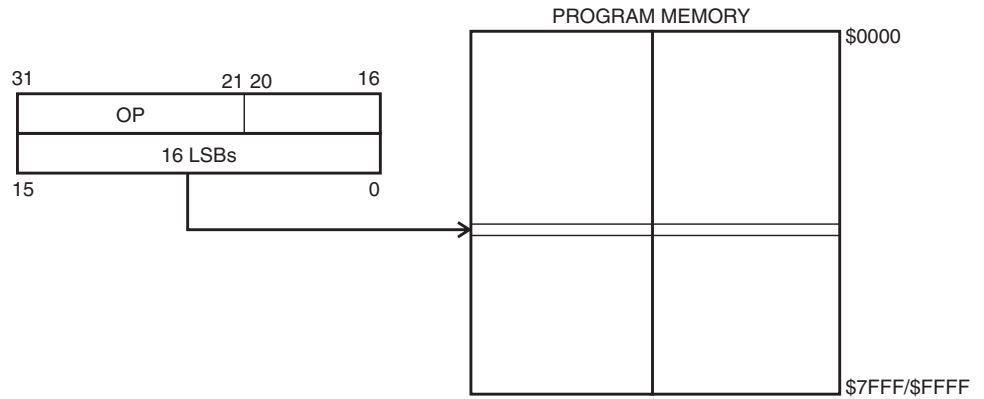 PROGRAM MEMORY
$0000
31
21 20
16
OP
16 LSBs
15
0
$7FFF/$FFFF